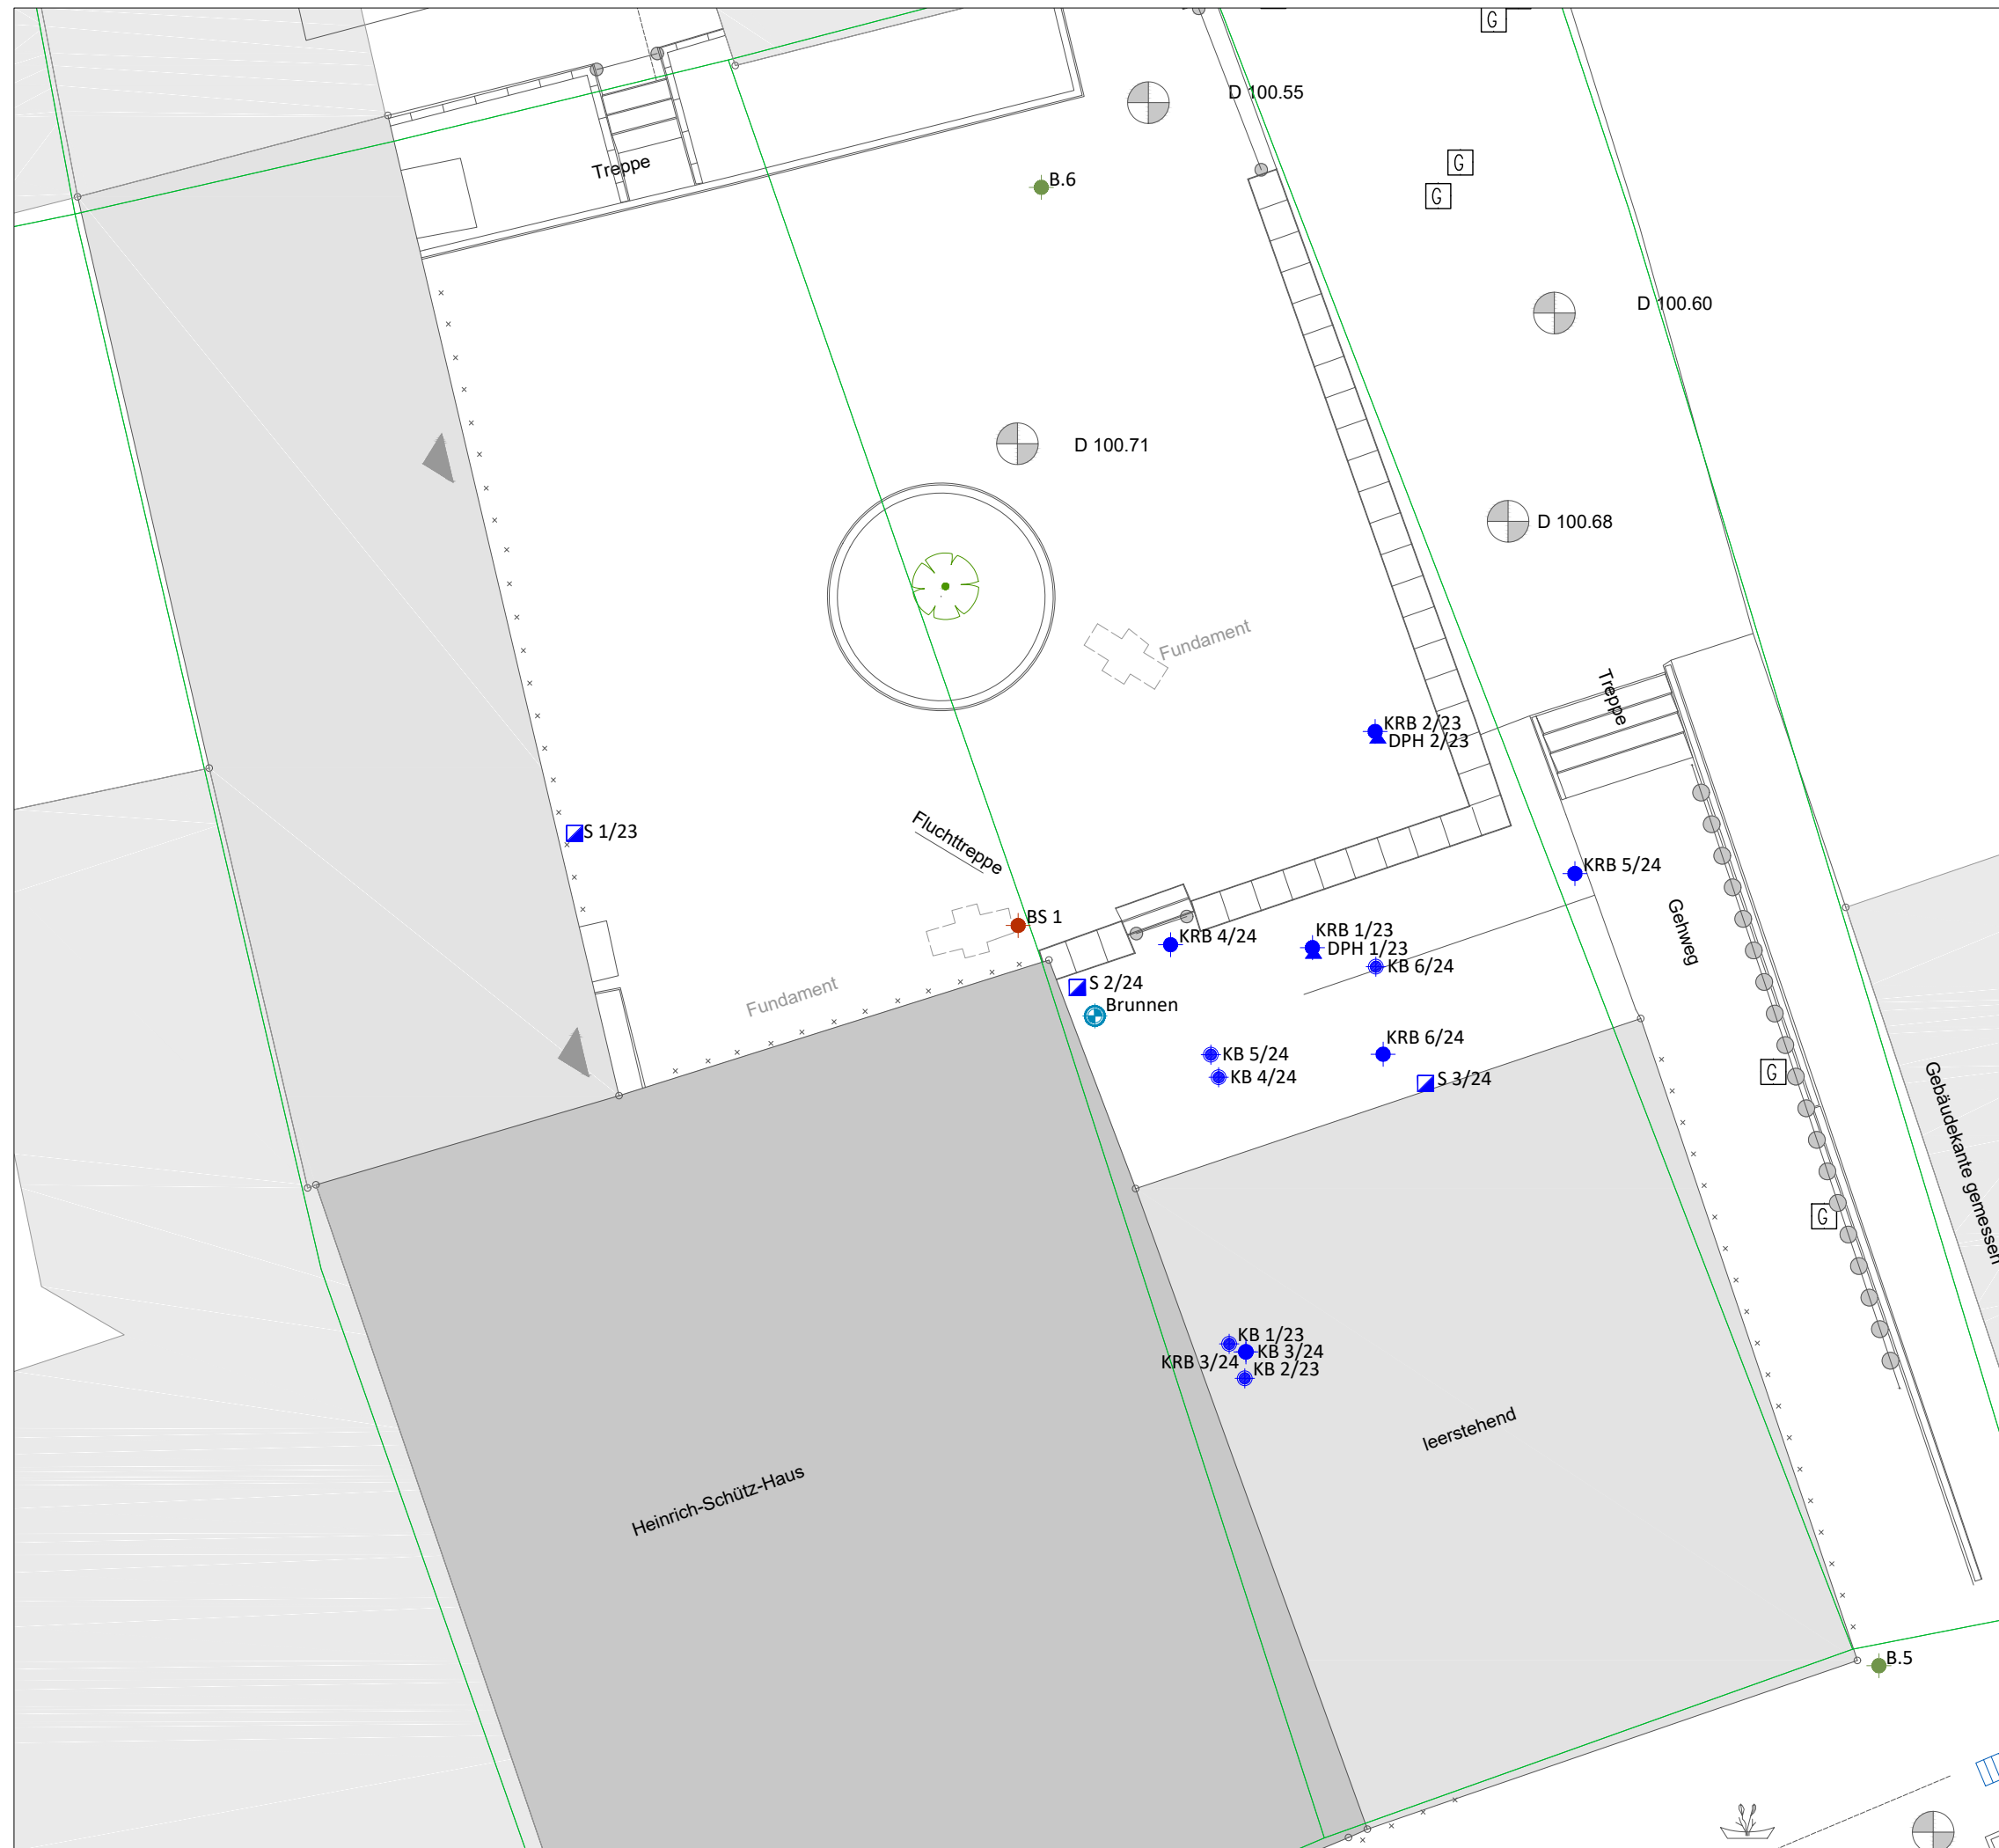 G
D 100.55
Treppe
G
B.6
G
D 100.60
D 100.71
D 100.68
Fundament
Treppe
KRB 2/23
DPH 2/23
S 1/23
Fluchttreppe
KRB 5/24
BS 1
KRB 4/24
KRB 1/23
DPH 1/23
Gehweg
KB 6/24
Fundament
S 2/24
Brunnen
KRB 6/24
KB 5/24
KB 4/24
S 3/24
G
Gebäudekante gemessen
G
KB 1/23
KB 3/24
KRB 3/24
KB 2/23
leerstehend
Heinrich-Schütz-Haus
B.5